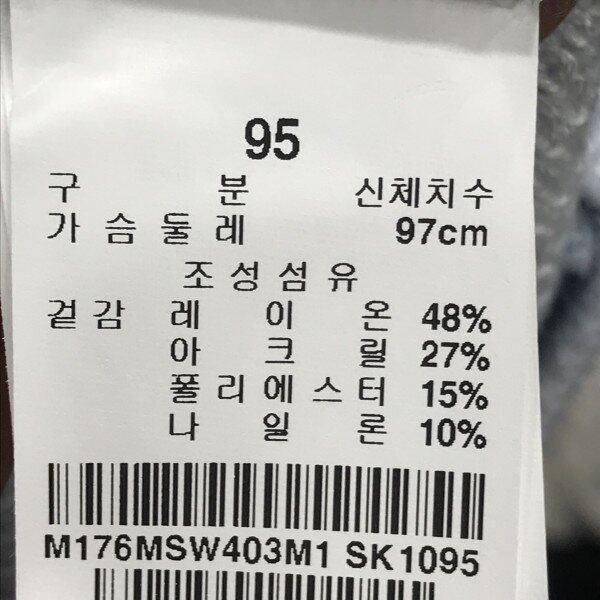 95
구 분 신체치수
가슴둘레 97cm
조성섬유
겉감 레이온 48%
아크릴 27%
폴리에스터 15%
나일론 10%
M176MSW403M1 SK1095